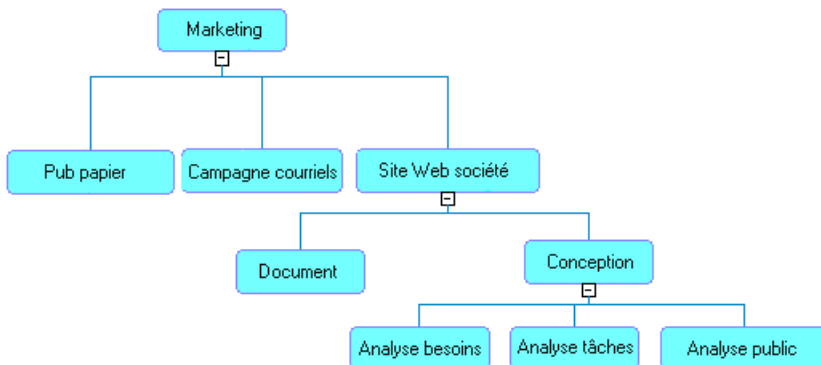 Marketing
Pub papier
Campagne courriels
Site Web société
Document
Conception
Analyse besoins
Analyse tâches
Analyse public